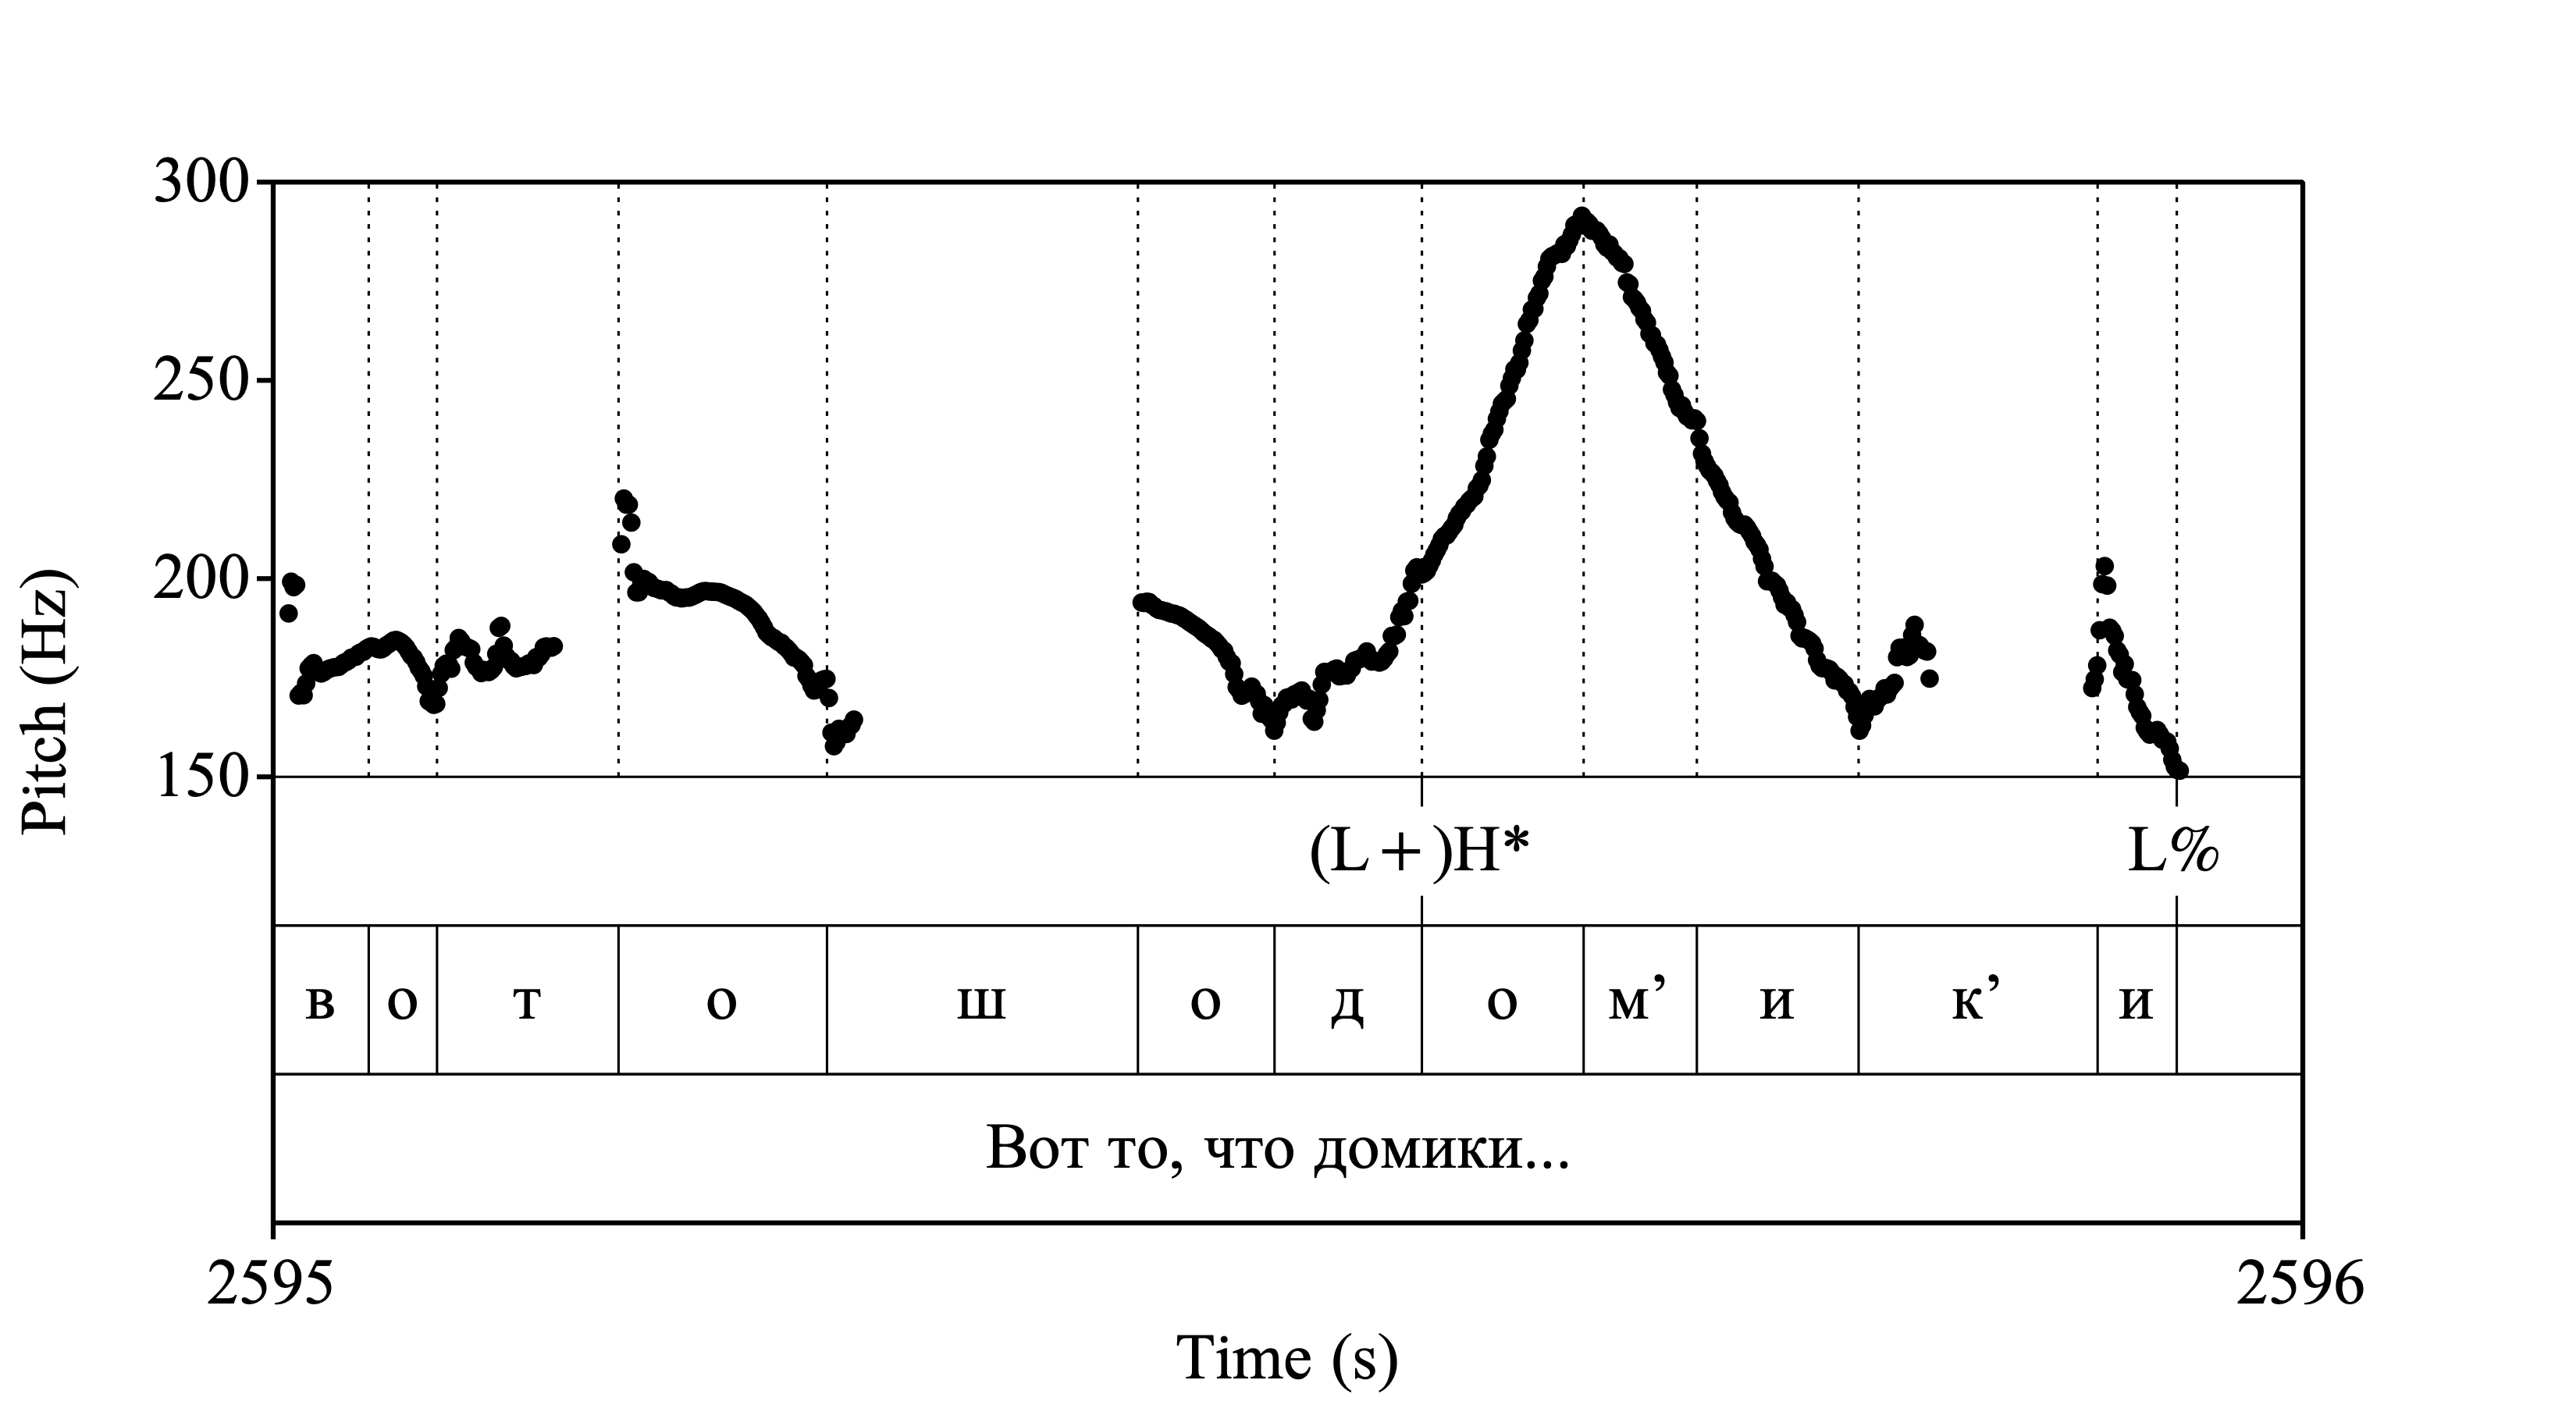 300
250
200
150
Pitch (Hz)
(L+)H* L%
в о т о ш о д о м’ и к’ и
Вот то, что домики...
2595 2596
Time (s)